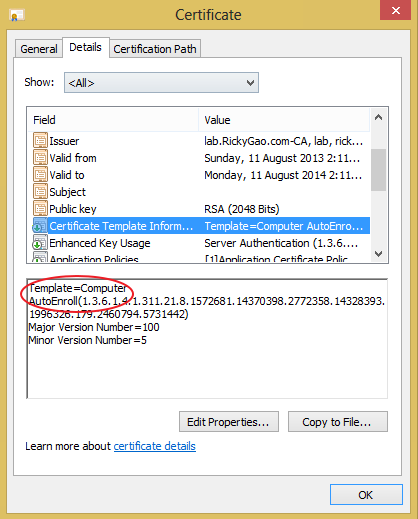 Certificate
General Details Certification Path
Show: <All>
Field Value
Issuer lab.RickyGao.com-CA, lab, rick...
Valid from Sunday, 11 August 2013 2:11...
Valid to Monday, 11 August 2014 2:11...
Subject
Public key RSA (2048 Bits)
Certificate Template Inform... Template=Computer AutoEnro...
Enhanced Key Usage Server Authentication (1.3.6....
Application Policies [1]Application Certificate Polic...
Template=Computer
AutoEnroll(1.3.6.1.4.1.311.21.8.1572681.14370398.2772358.14328393.
1996326.179.2460794.5731442)
Major Version Number=100
Minor Version Number=5
Edit Properties... Copy to File...
Learn more about certificate details
OK